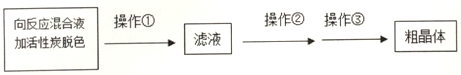 向反应混合液
加活性炭脱色
操作①
滤液
操作②
操作③
粗晶体